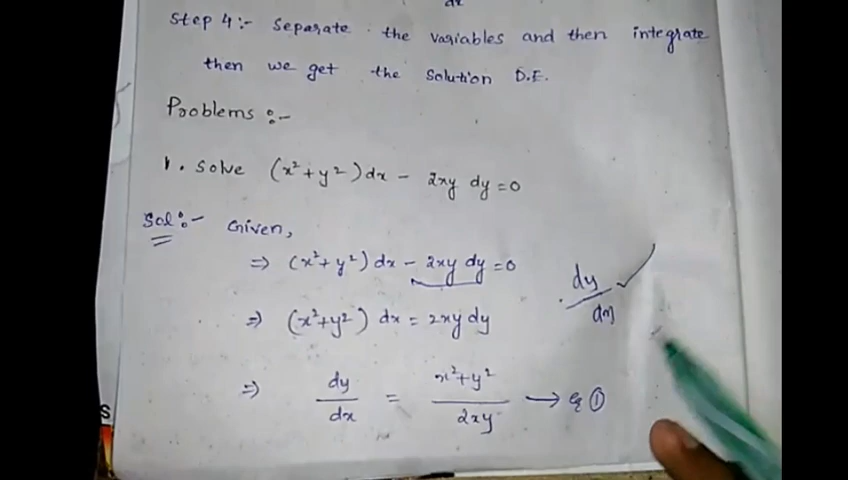 dx
Step 4:- Separate the variables and then integrate
then we get the Solution D.E.
Problems :-
1. Solve (x²+y²)dx - 2xy dy=0
Sol:- Given,
⇒ (x²+y²) dx - 2xy dy=0
⇒ (x²+y²) dx = 2xy dy
dy/dx
⇒ dy/dx = x²+y²/2xy → eq ①
S